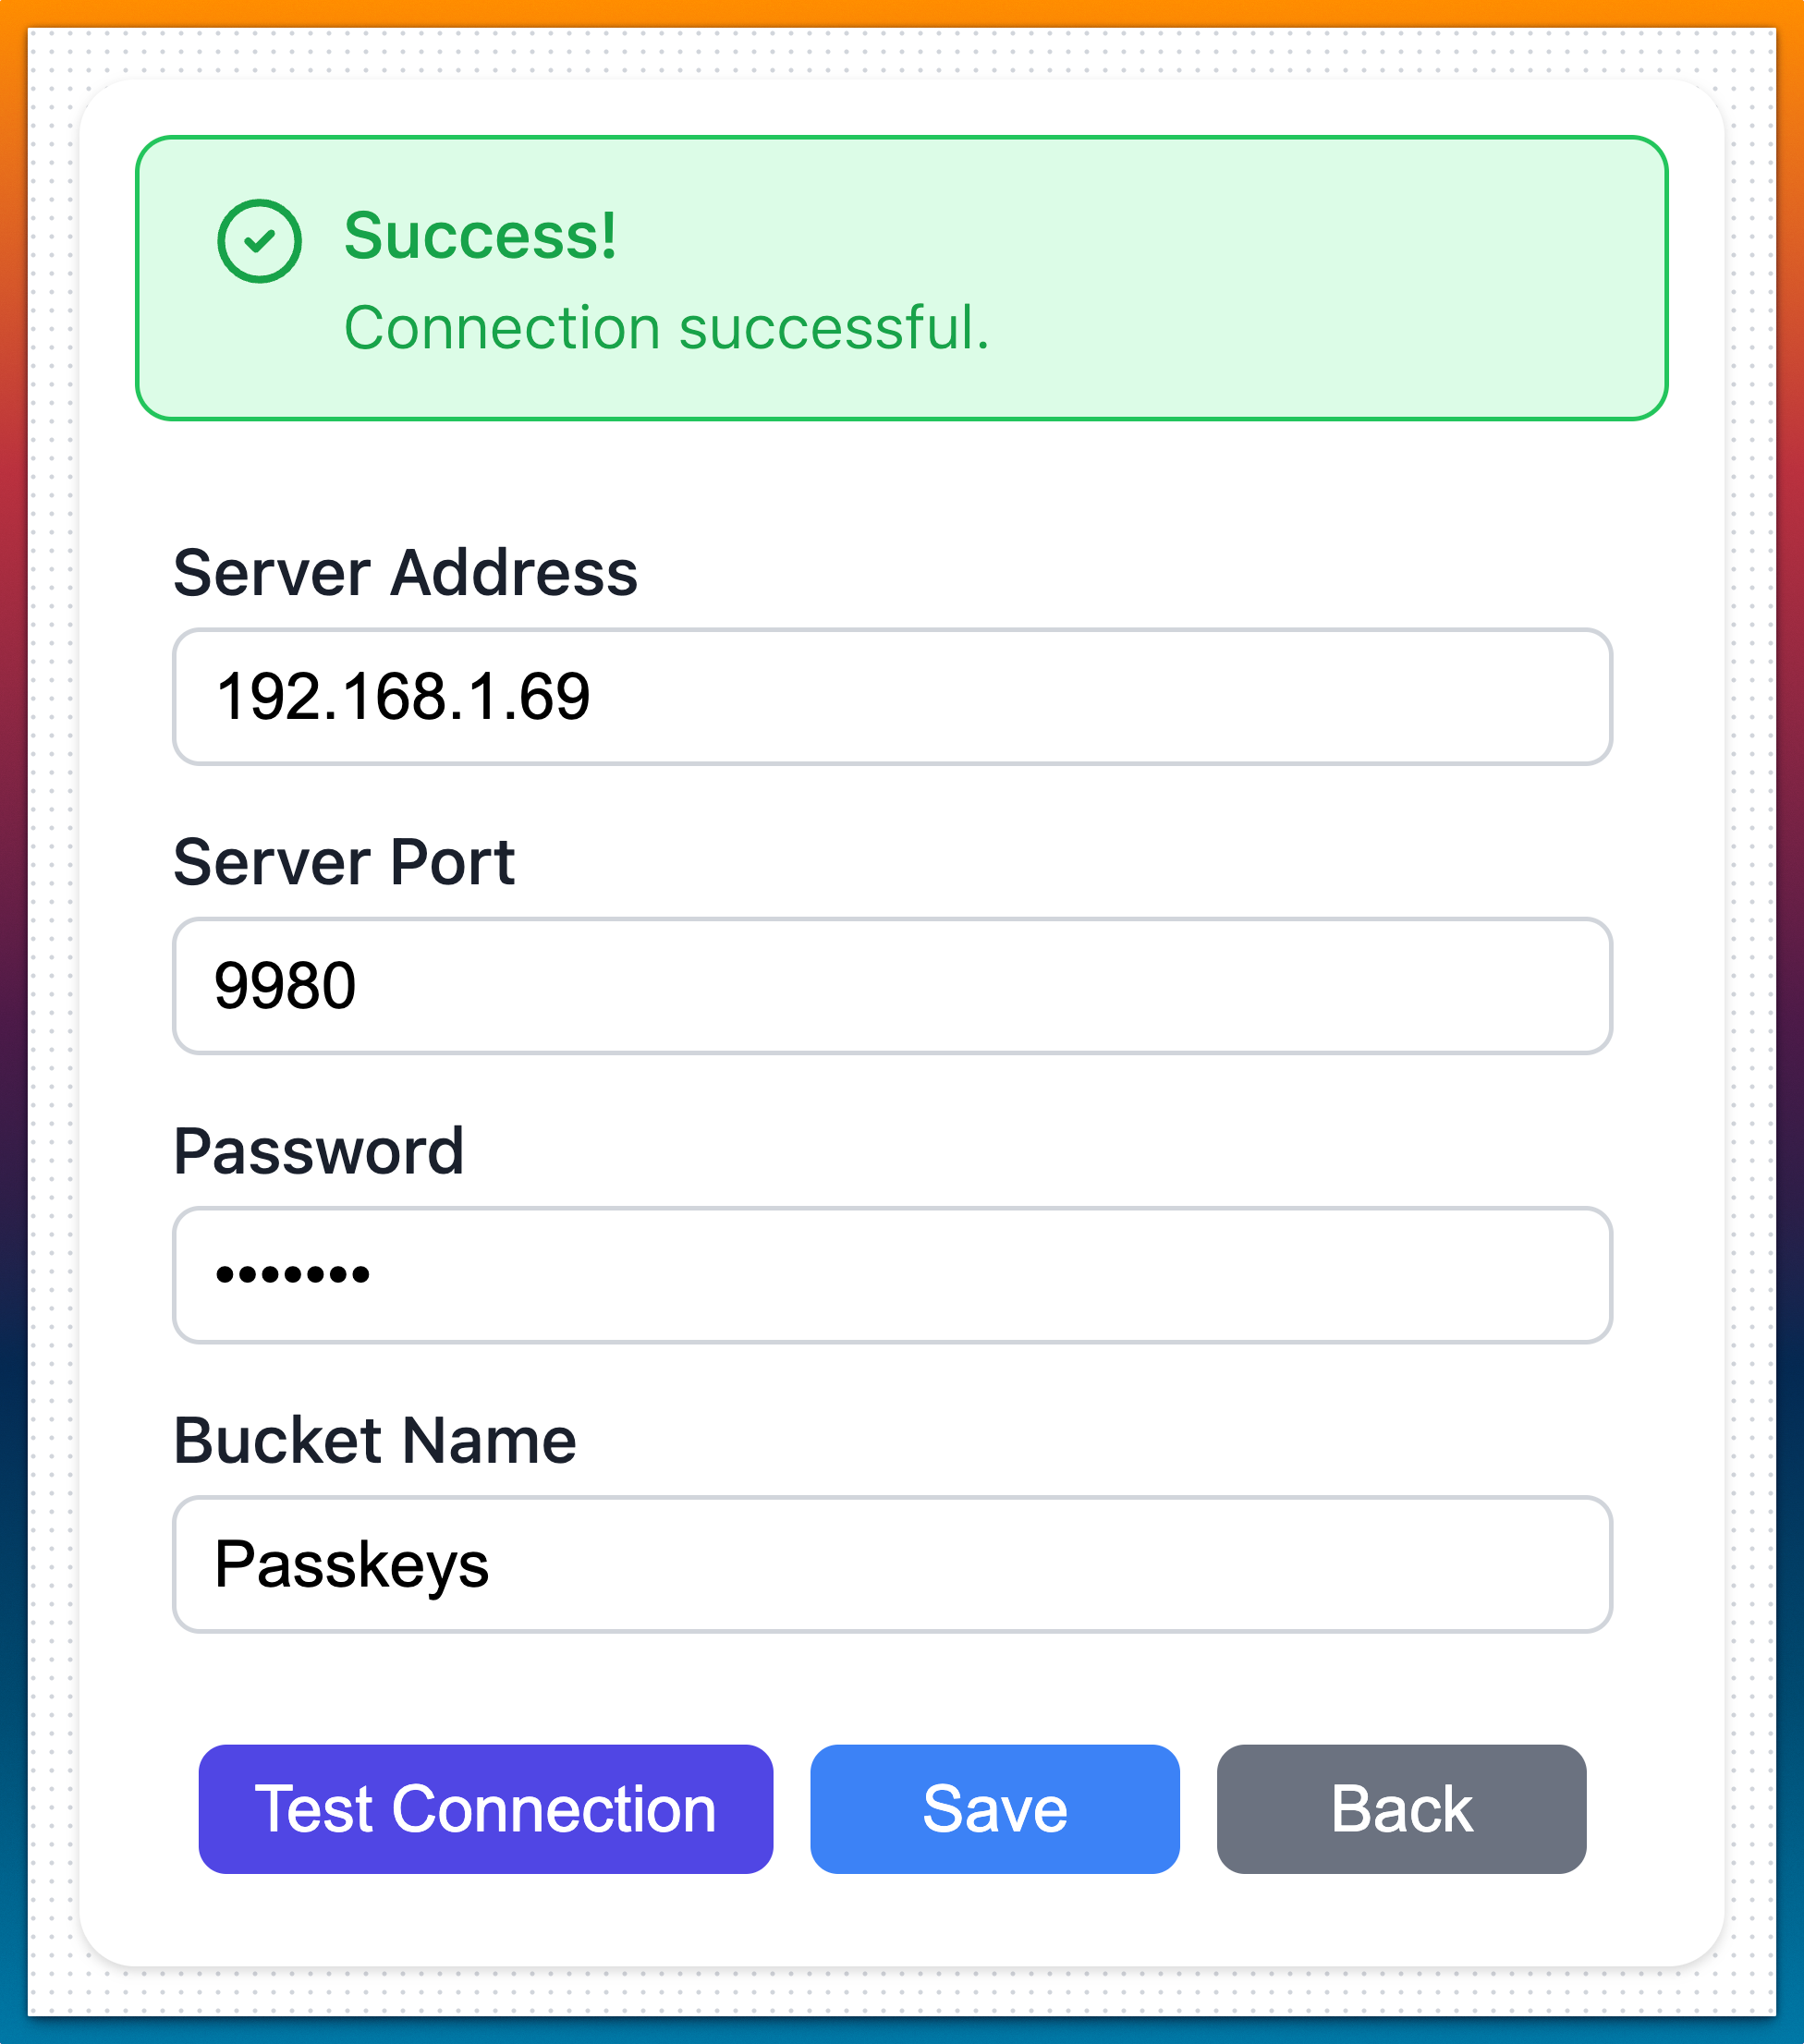 Success!
Connection successful.
Server Address
192.168.1.69
Server Port
9980
Password
•••••••
Bucket Name
Passkeys
Test Connection
Save
Back